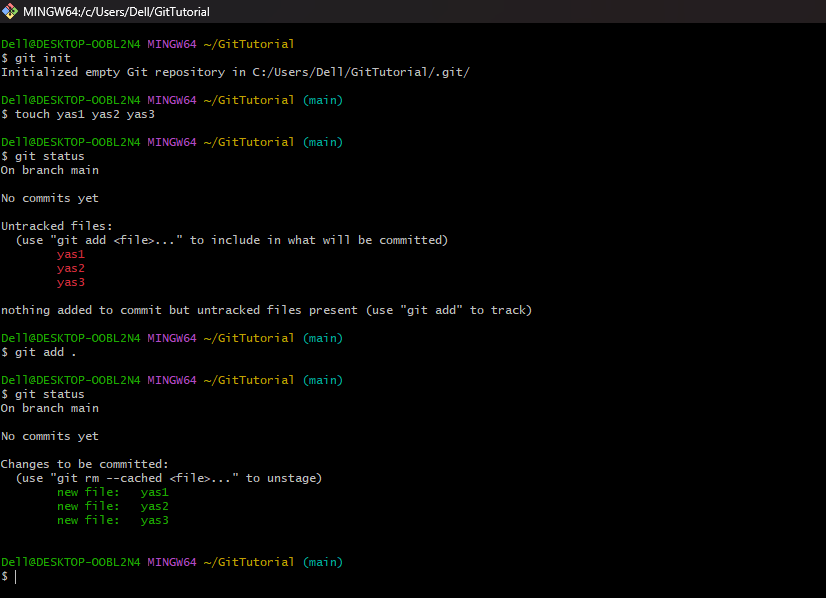 MINGW64:/c/Users/Dell/GitTutorial
Dell@DESKTOP-OOBL2N4 MINGW64 ~/GitTutorial
$ git init
Initialized empty Git repository in C:/Users/Dell/GitTutorial/.git/
Dell@DESKTOP-OOBL2N4 MINGW64 ~/GitTutorial (main)
$ touch yas1 yas2 yas3
Dell@DESKTOP-OOBL2N4 MINGW64 ~/GitTutorial (main)
$ git status
On branch main
No commits yet
Untracked files:
  (use "git add <file>..." to include in what will be committed)
        yas1
        yas2
        yas3
nothing added to commit but untracked files present (use "git add" to track)
Dell@DESKTOP-OOBL2N4 MINGW64 ~/GitTutorial (main)
$ git add .
Dell@DESKTOP-OOBL2N4 MINGW64 ~/GitTutorial (main)
$ git status
On branch main
No commits yet
Changes to be committed:
  (use "git rm --cached <file>..." to unstage)
        new file:   yas1
        new file:   yas2
        new file:   yas3
Dell@DESKTOP-OOBL2N4 MINGW64 ~/GitTutorial (main)
$